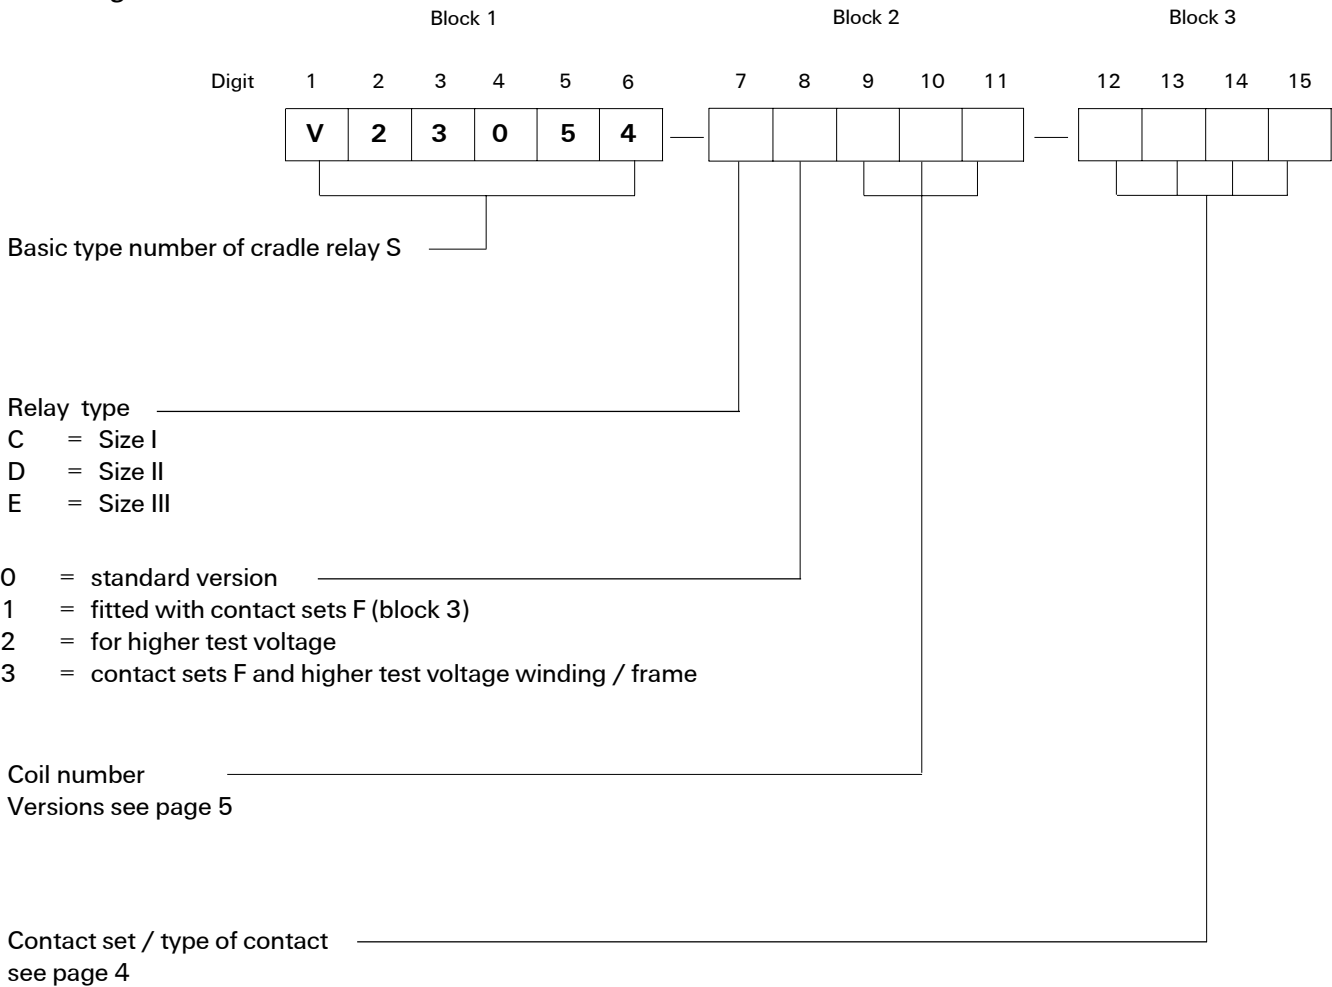 Block 1 Block 2 Block 3
Digit 1 2 3 4 5 6 7 8 9 10 11 12 13 14 15
V 2 3 0 5 4
Basic type number of cradle relay S
Relay type
C = Size I
D = Size II
E = Size III
0 = standard version
1 = fitted with contact sets F (block 3)
2 = for higher test voltage
3 = contact sets F and higher test voltage winding / frame
Coil number
Versions see page 5
Contact set / type of contact
see page 4